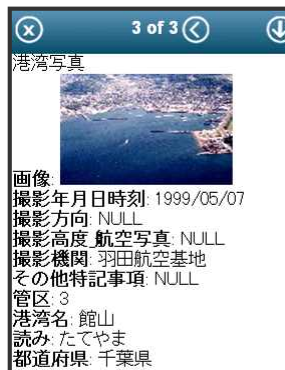 3 of 3
港湾写真
画像:
撮影年月日時刻: 1999/05/07
撮影方向: NULL
撮影高度_航空写真: NULL
撮影機関: 羽田航空基地
その他特記事項: NULL
管区: 3
港湾名: 館山
読み: たてやま
都道府県: 千葉県